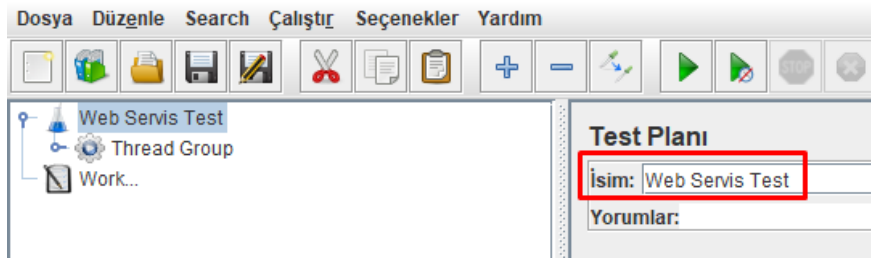 Dosya Düzenle Search Çalıştır Seçenekler Yardım
STOP
Web Servis Test
Thread Group
Work...
Test Planı
İsim: Web Servis Test
Yorumlar: